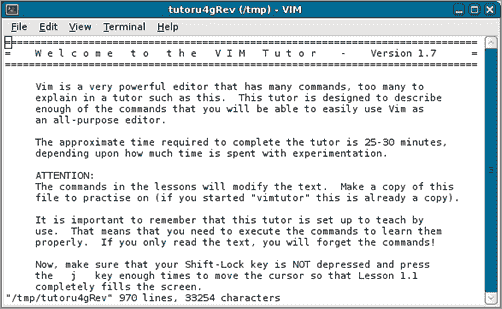 tutoru4gRev (/tmp) - VIM
File Edit View Terminal Help
===============================================================================
=    W e l c o m e   t o   t h e   V I M   T u t o r    -    Version 1.7      =
===============================================================================
Vim is a very powerful editor that has many commands, too many to
explain in a tutor such as this.  This tutor is designed to describe
enough of the commands that you will be able to easily use Vim as
an all-purpose editor.
The approximate time required to complete the tutor is 25-30 minutes,
depending upon how much time is spent with experimentation.
ATTENTION:
The commands in the lessons will modify the text.  Make a copy of this
file to practise on (if you started "vimtutor" this is already a copy).
It is important to remember that this tutor is set up to teach by
use.  That means that you need to execute the commands to learn them
properly.  If you only read the text, you will forget the commands!
Now, make sure that your Shift-Lock key is NOT depressed and press
the   j   key enough times to move the cursor so that Lesson 1.1
completely fills the screen.
"/tmp/tutoru4gRev" 970 lines, 33254 characters